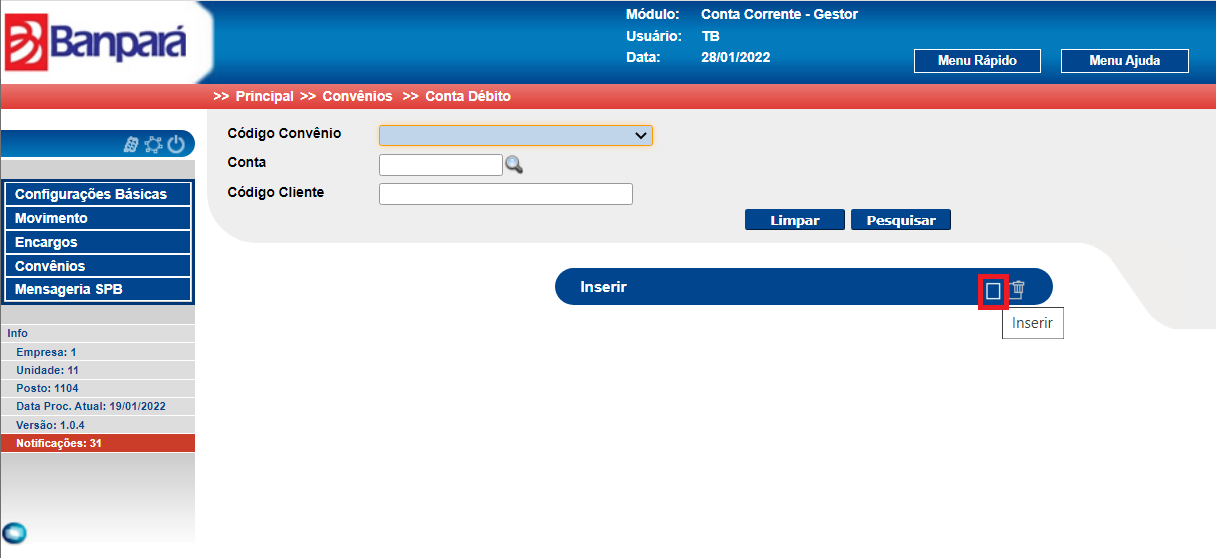 Banpará
Módulo: Conta Corrente - Gestor
Usuário: TB
Data: 28/01/2022
Menu Rápido
Menu Ajuda
>> Principal >> Convênios >> Conta Débito
Código Convênio
Conta
Código Cliente
Limpar
Pesquisar
Configurações Básicas
Movimento
Encargos
Convênios
Mensageria SPB
Inserir
Inserir
Info
Empresa: 1
Unidade: 11
Posto: 1104
Data Proc. Atual: 19/01/2022
Versão: 1.0.4
Notificações: 31